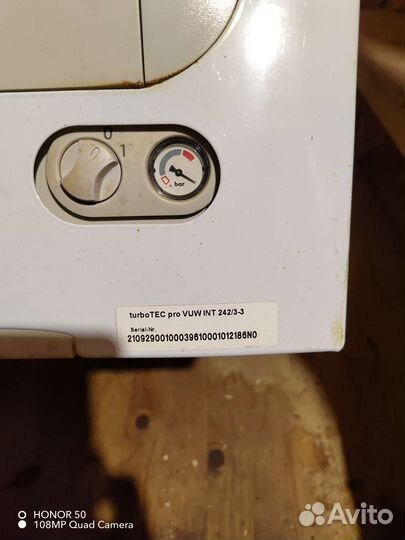 0
1
bar
turboTEC pro VUW INT 242/3-3
Serial-Nr.
21092900100039610001012186N0
HONOR 50
108MP Quad Camera
Avito